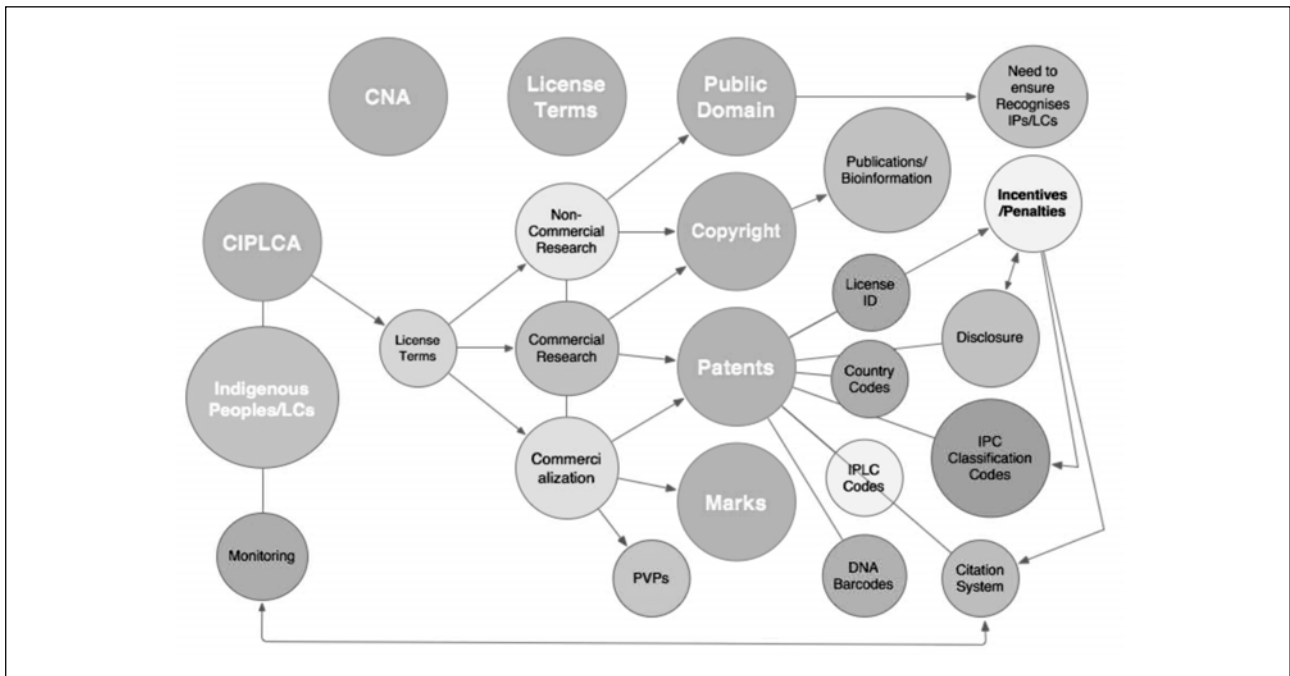 CNA
License
Terms
Public
Domain
Need to
ensure
Recognises
IPs/LCs
Publications/
Bioinformation
Incentives
/Penalties
Non-
Commercial
Research
Copyright
CIPLCA
License
ID
License
Terms
Commercial
Research
Patents
Disclosure
Country
Codes
Indigenous
Peoples/LCs
IPC
Classification
Codes
Commerci
alization
IPLC
Codes
Marks
Monitoring
PVPs
DNA
Barcodes
Citation
System